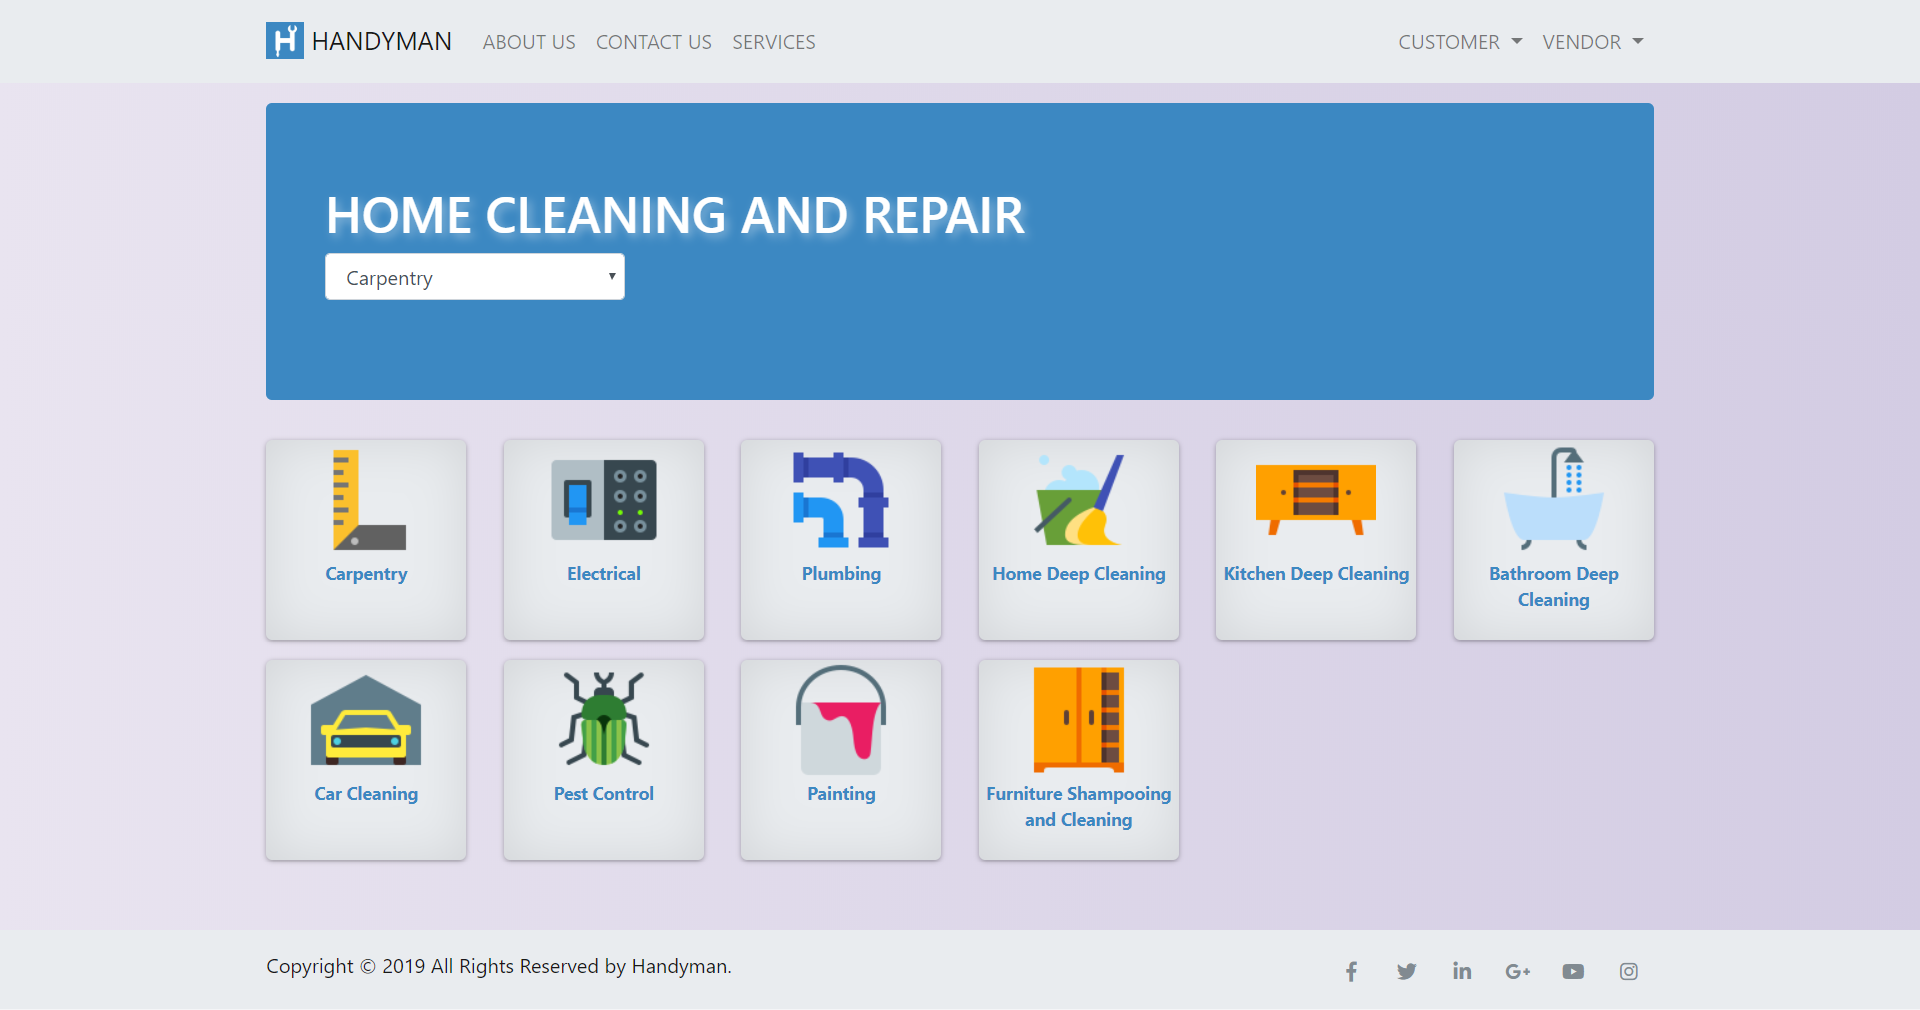 HANDYMAN ABOUT US CONTACT US SERVICES CUSTOMER VENDOR
HOME CLEANING AND REPAIR
Carpentry
Carpentry
Electrical
Plumbing
Home Deep Cleaning
Kitchen Deep Cleaning
Bathroom Deep
Cleaning
Car Cleaning
Pest Control
Painting
Furniture Shampooing
and Cleaning
Copyright © 2019 All Rights Reserved by Handyman.